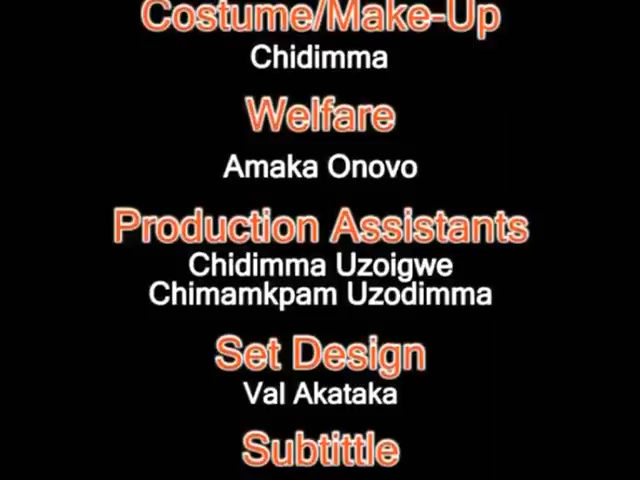 Costume/Make-Up
Chidimma
Welfare
Amaka Onovo
Production Assistants
Chidimma Uzoigwe
Chimamkpam Uzodimma
Set Design
Val Akataka
Subtittle